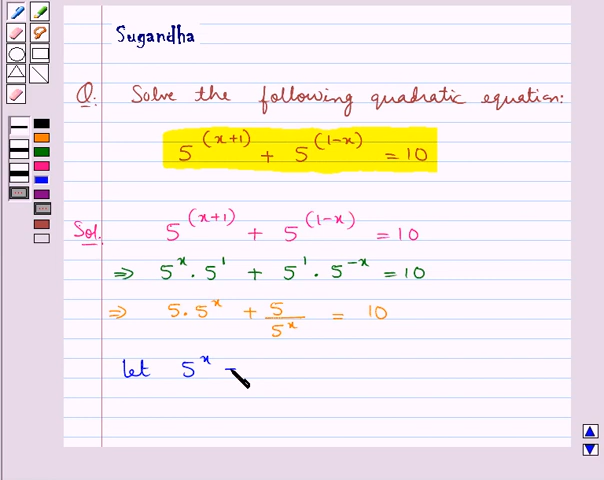 Sugandha
Q: Solve the following quadratic equation:
5^(x+1) + 5^(1-x) = 10
Sol. 5^(x+1) + 5^(1-x) = 10
⇒ 5^x · 5^1 + 5^1 · 5^-x = 10
⇒ 5 · 5^x + 5/5^x = 10
let 5^x -